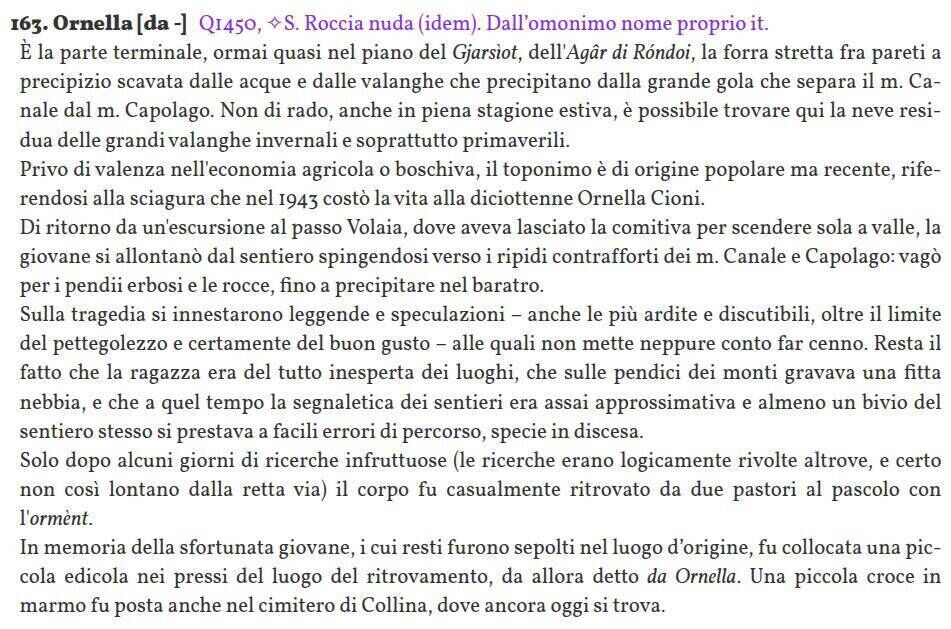 163. Ornella [da -] Q1450, ✧S. Roccia nuda (idem). Dall’omonimo nome proprio it.
È la parte terminale, ormai quasi nel piano del Gjarsìot, dell'Agâr di Róndoi, la forra stretta fra pareti a
precipizio scavata dalle acque e dalle valanghe che precipitano dalla grande gola che separa il m. Ca-
nale dal m. Capolago. Non di rado, anche in piena stagione estiva, è possibile trovare qui la neve resi-
dua delle grandi valanghe invernali e soprattutto primaverili.
Privo di valenza nell'economia agricola o boschiva, il toponimo è di origine popolare ma recente, rife-
rendosi alla sciagura che nel 1943 costò la vita alla diciottenne Ornella Cioni.
Di ritorno da un'escursione al passo Volaia, dove aveva lasciato la comitiva per scendere sola a valle, la
giovane si allontanò dal sentiero spingendosi verso i ripidi contrafforti dei m. Canale e Capolago: vagò
per i pendii erbosi e le rocce, fino a precipitare nel baratro.
Sulla tragedia si innestarono leggende e speculazioni – anche le più ardite e discutibili, oltre il limite
del pettegolezzo e certamente del buon gusto – alle quali non mette neppure conto far cenno. Resta il
fatto che la ragazza era del tutto inesperta dei luoghi, che sulle pendici dei monti gravava una fitta
nebbia, e che a quel tempo la segnaletica dei sentieri era assai approssimativa e almeno un bivio del
sentiero stesso si prestava a facili errori di percorso, specie in discesa.
Solo dopo alcuni giorni di ricerche infruttuose (le ricerche erano logicamente rivolte altrove, e certo
non così lontano dalla retta via) il corpo fu casualmente ritrovato da due pastori al pascolo con
l'ormènt.
In memoria della sfortunata giovane, i cui resti furono sepolti nel luogo d’origine, fu collocata una pic-
cola edicola nei pressi del luogo del ritrovamento, da allora detto da Ornella. Una piccola croce in
marmo fu posta anche nel cimitero di Collina, dove ancora oggi si trova.